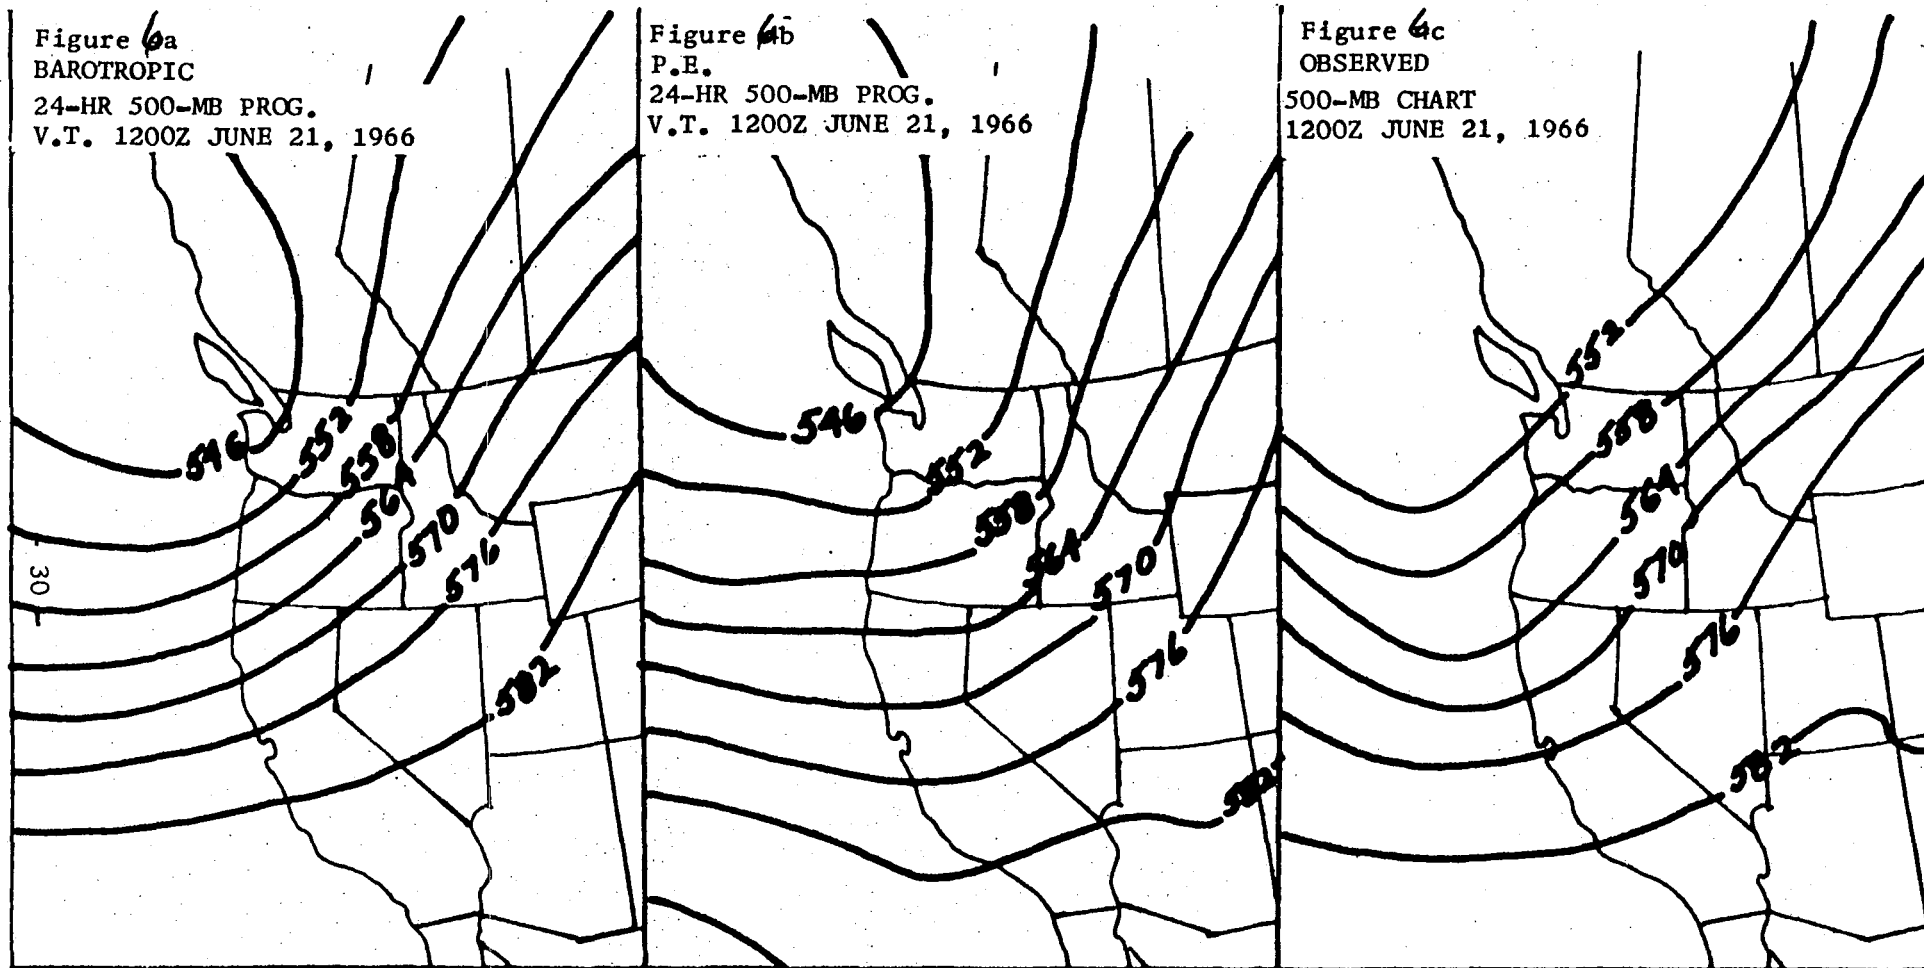 Figure 6a
BAROTROPIC
24-HR 500-MB PROG.
V.T. 1200Z JUNE 21, 1966
546
552
558
564
570
576
582
30
Figure 6b
P.E.
24-HR 500-MB PROG.
V.T. 1200Z JUNE 21, 1966
546
552
558
564
570
576
582
Figure 6c
OBSERVED
500-MB CHART
1200Z JUNE 21, 1966
552
558
564
570
576
582